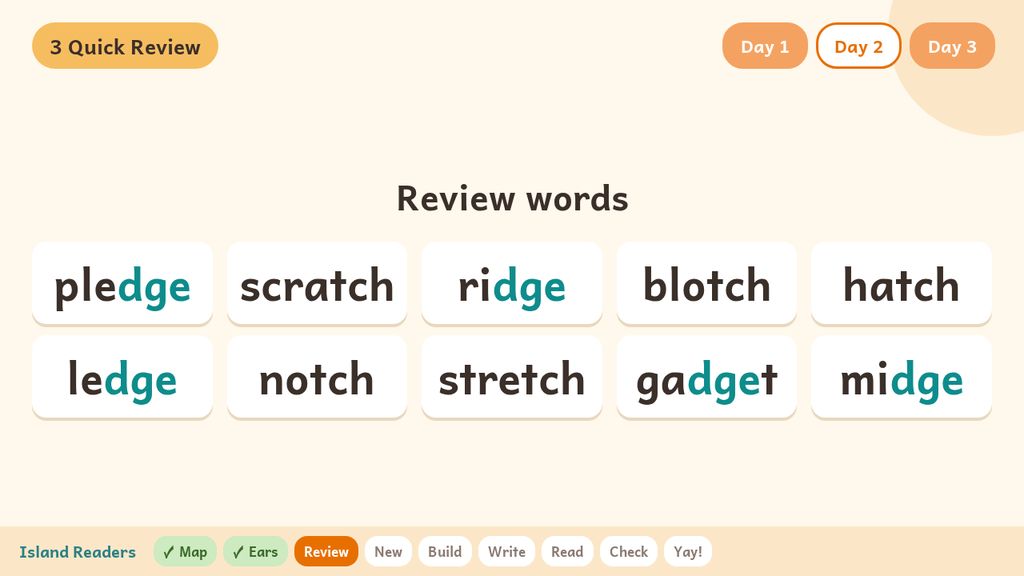 3 Quick Review
Day 1 Day 2 Day 3
Review words
pledge scratch ridge blotch hatch
ledge notch stretch gadget midge
Island Readers ✓ Map ✓ Ears Review New Build Write Read Check Yay!